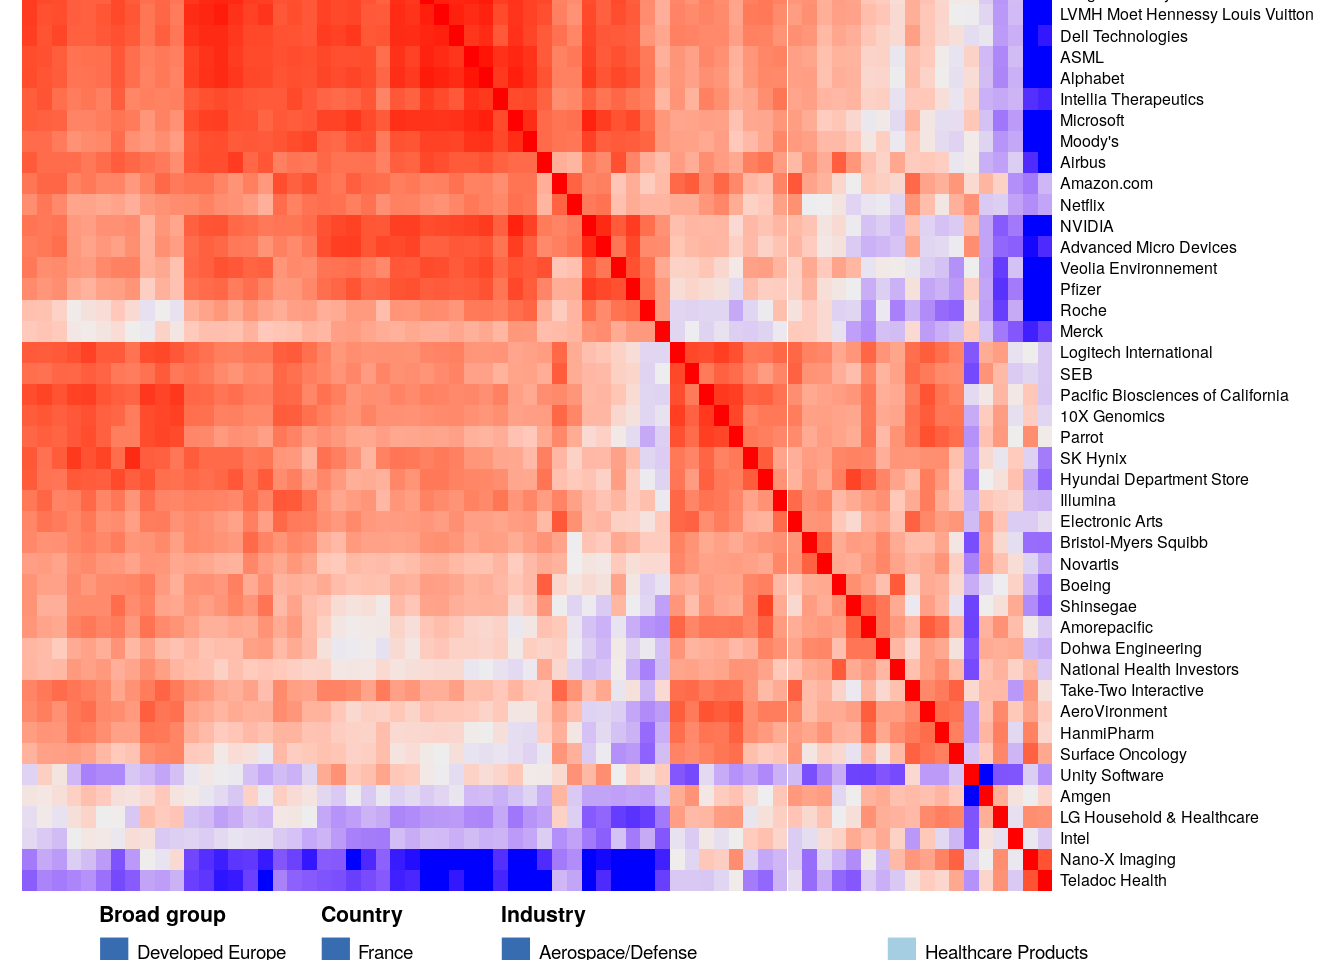 LVMH Moet Hennessy Louis Vuitton
Dell Technologies
ASML
Alphabet
Intellia Therapeutics
Microsoft
Moody's
Airbus
Amazon.com
Netflix
NVIDIA
Advanced Micro Devices
Veolia Environnement
Pfizer
Roche
Merck
Logitech International
SEB
Pacific Biosciences of California
10X Genomics
Parrot
SK Hynix
Hyundai Department Store
Illumina
Electronic Arts
Bristol-Myers Squibb
Novartis
Boeing
Shinsegae
Amorepacific
Dohwa Engineering
National Health Investors
Take-Two Interactive
AeroVironment
HanmiPharm
Surface Oncology
Unity Software
Amgen
LG Household & Healthcare
Intel
Nano-X Imaging
Teladoc Health
Broad group Country Industry
Developed Europe France Aerospace/Defense Healthcare Products